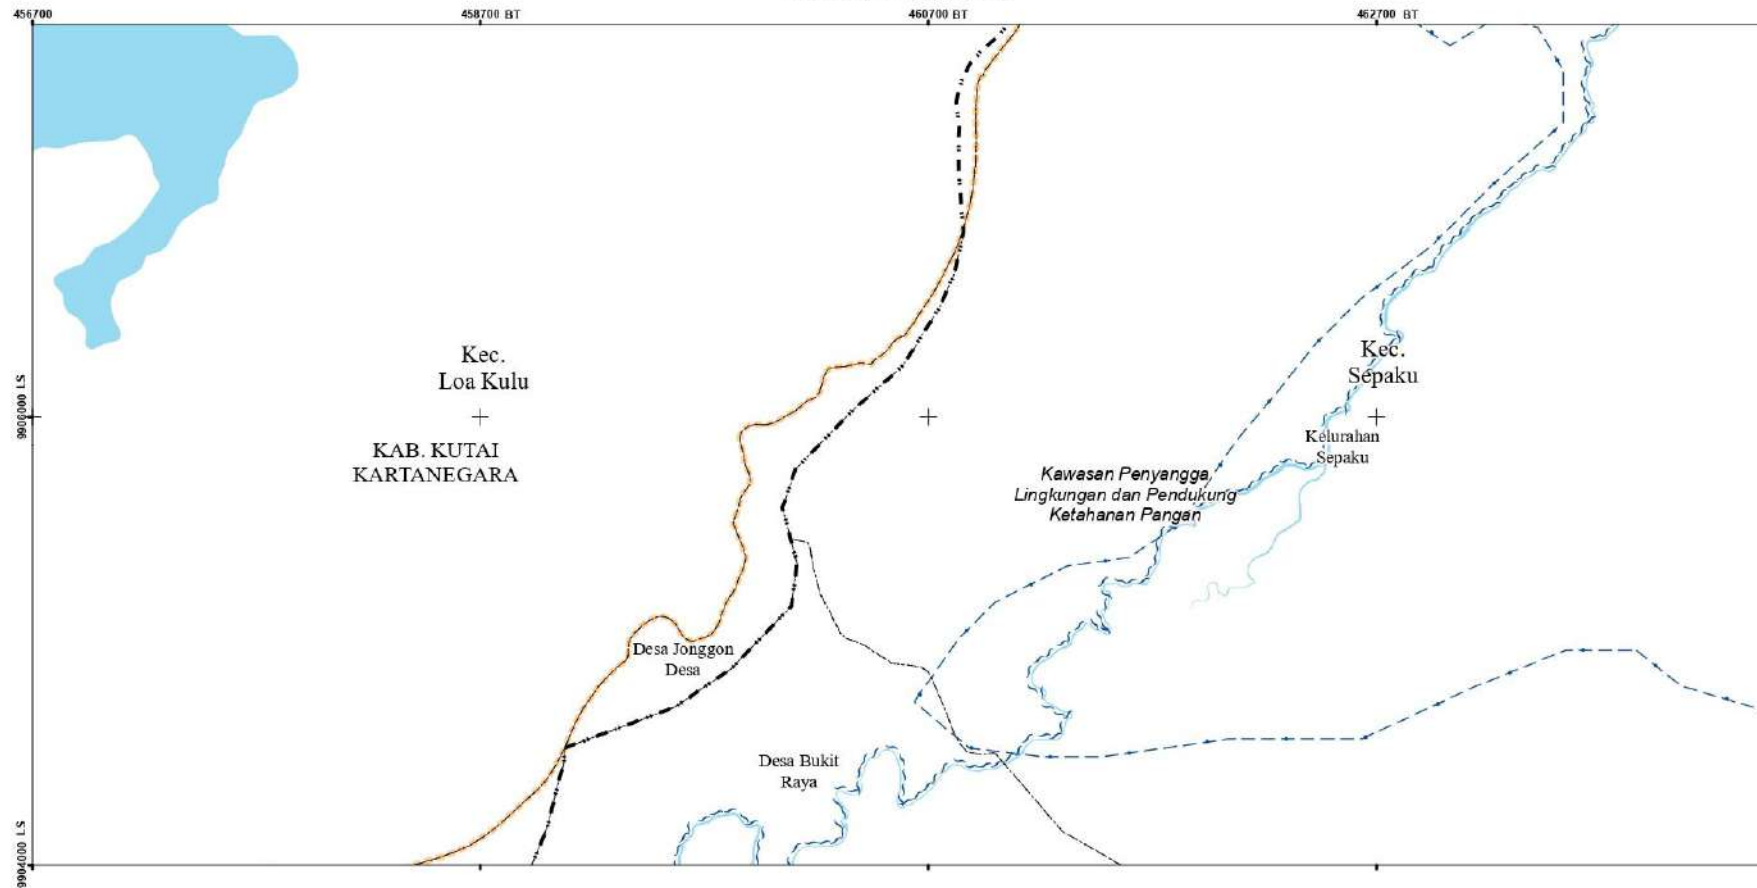 456700
458700 BT
460700 BT
462700 BT
Kec.
Loa Kulu
Kec.
Sepaku
9906000 LS
KAB. KUTAI
KARTANEGARA
Kelurahan
Sepaku
Kawasan Penyangga
Lingkungan dan Pendukung
Ketahanan Pangan
Desa Jonggon
Desa
Desa Bukit
Raya
9904000 LS